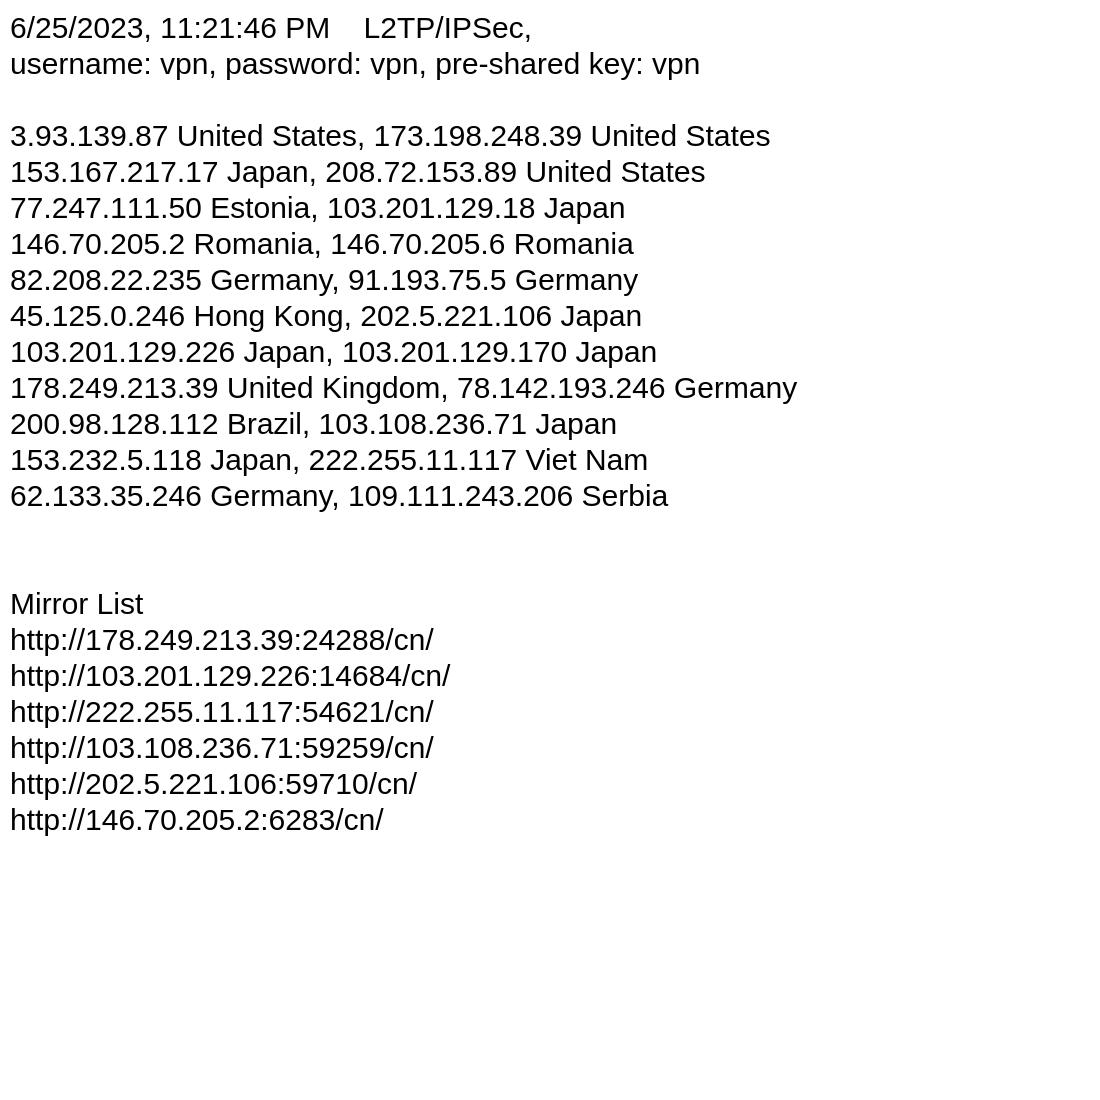 6/25/2023, 11:21:46 PM    L2TP/IPSec,
username: vpn, password: vpn, pre-shared key: vpn
3.93.139.87 United States, 173.198.248.39 United States
153.167.217.17 Japan, 208.72.153.89 United States
77.247.111.50 Estonia, 103.201.129.18 Japan
146.70.205.2 Romania, 146.70.205.6 Romania
82.208.22.235 Germany, 91.193.75.5 Germany
45.125.0.246 Hong Kong, 202.5.221.106 Japan
103.201.129.226 Japan, 103.201.129.170 Japan
178.249.213.39 United Kingdom, 78.142.193.246 Germany
200.98.128.112 Brazil, 103.108.236.71 Japan
153.232.5.118 Japan, 222.255.11.117 Viet Nam
62.133.35.246 Germany, 109.111.243.206 Serbia
Mirror List
http://178.249.213.39:24288/cn/
http://103.201.129.226:14684/cn/
http://222.255.11.117:54621/cn/
http://103.108.236.71:59259/cn/
http://202.5.221.106:59710/cn/
http://146.70.205.2:6283/cn/